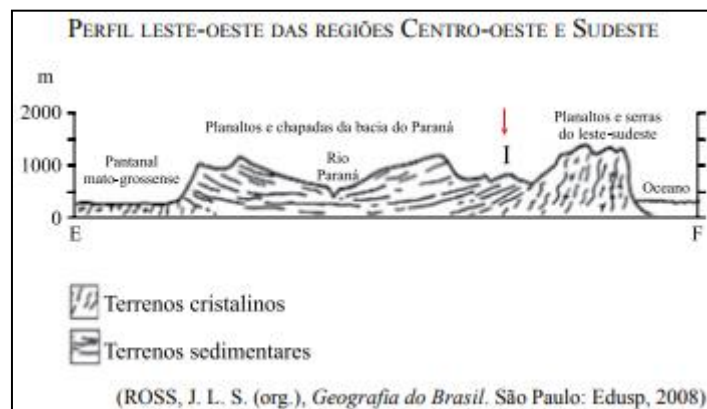 PERFIL LESTE-OESTE DAS REGIÕES CENTRO-OESTE E SUDESTE
m
2000
1000
0
Pantanal
mato-grossense
Planaltos e chapadas da bacia do Paraná
Rio
Paraná
I
Planaltos e serras
do leste-sudeste
Oceano
E
F
Terrenos cristalinos
Terrenos sedimentares
(ROSS, J. L. S. (org.), Geografia do Brasil. São Paulo: Edusp, 2008)